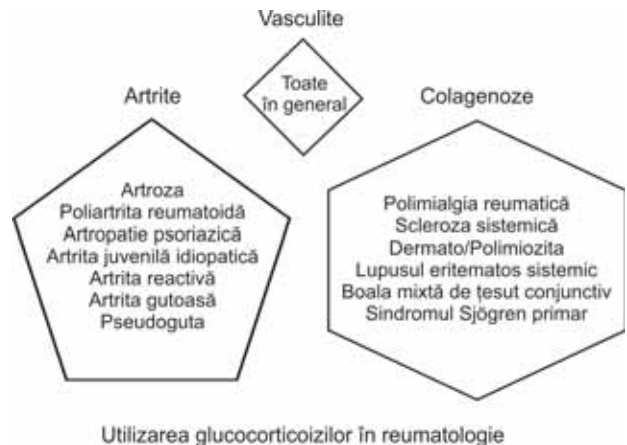 Vasculite
Toate
în general
Artrite
Artroza
Poliartrita reumatoidă
Artropatie psoriazică
Artrita juvenilă idiopatică
Artrita reactivă
Artrita gutoasă
Pseudoguta
Colagenoze
Polimialgia reumatică
Scleroza sistemică
Dermato/Polimiozita
Lupusul eritematos sistemic
Boala mixtă de țesut conjunctiv
Sindromul Sjögren primar
Utilizarea glucocorticoizilor în reumatologie